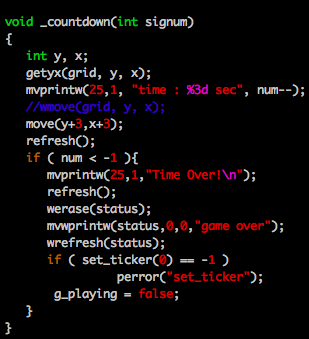 void _countdown(int signum)
{
   int y, x;
   getyx(grid, y, x);
   mvprintw(25,1, "time : %3d sec", num--);
   //wmove(grid, y, x);
   move(y+3,x+3);
   refresh();
   if ( num < -1 ){
      mvprintw(25,1,"Time Over!\n");
      refresh();
      werase(status);
      mvwprintw(status,0,0,"game over");
      wrefresh(status);
      if ( set_ticker(0) == -1 )
                perror("set_ticker");
       g_playing = false;
   }
}